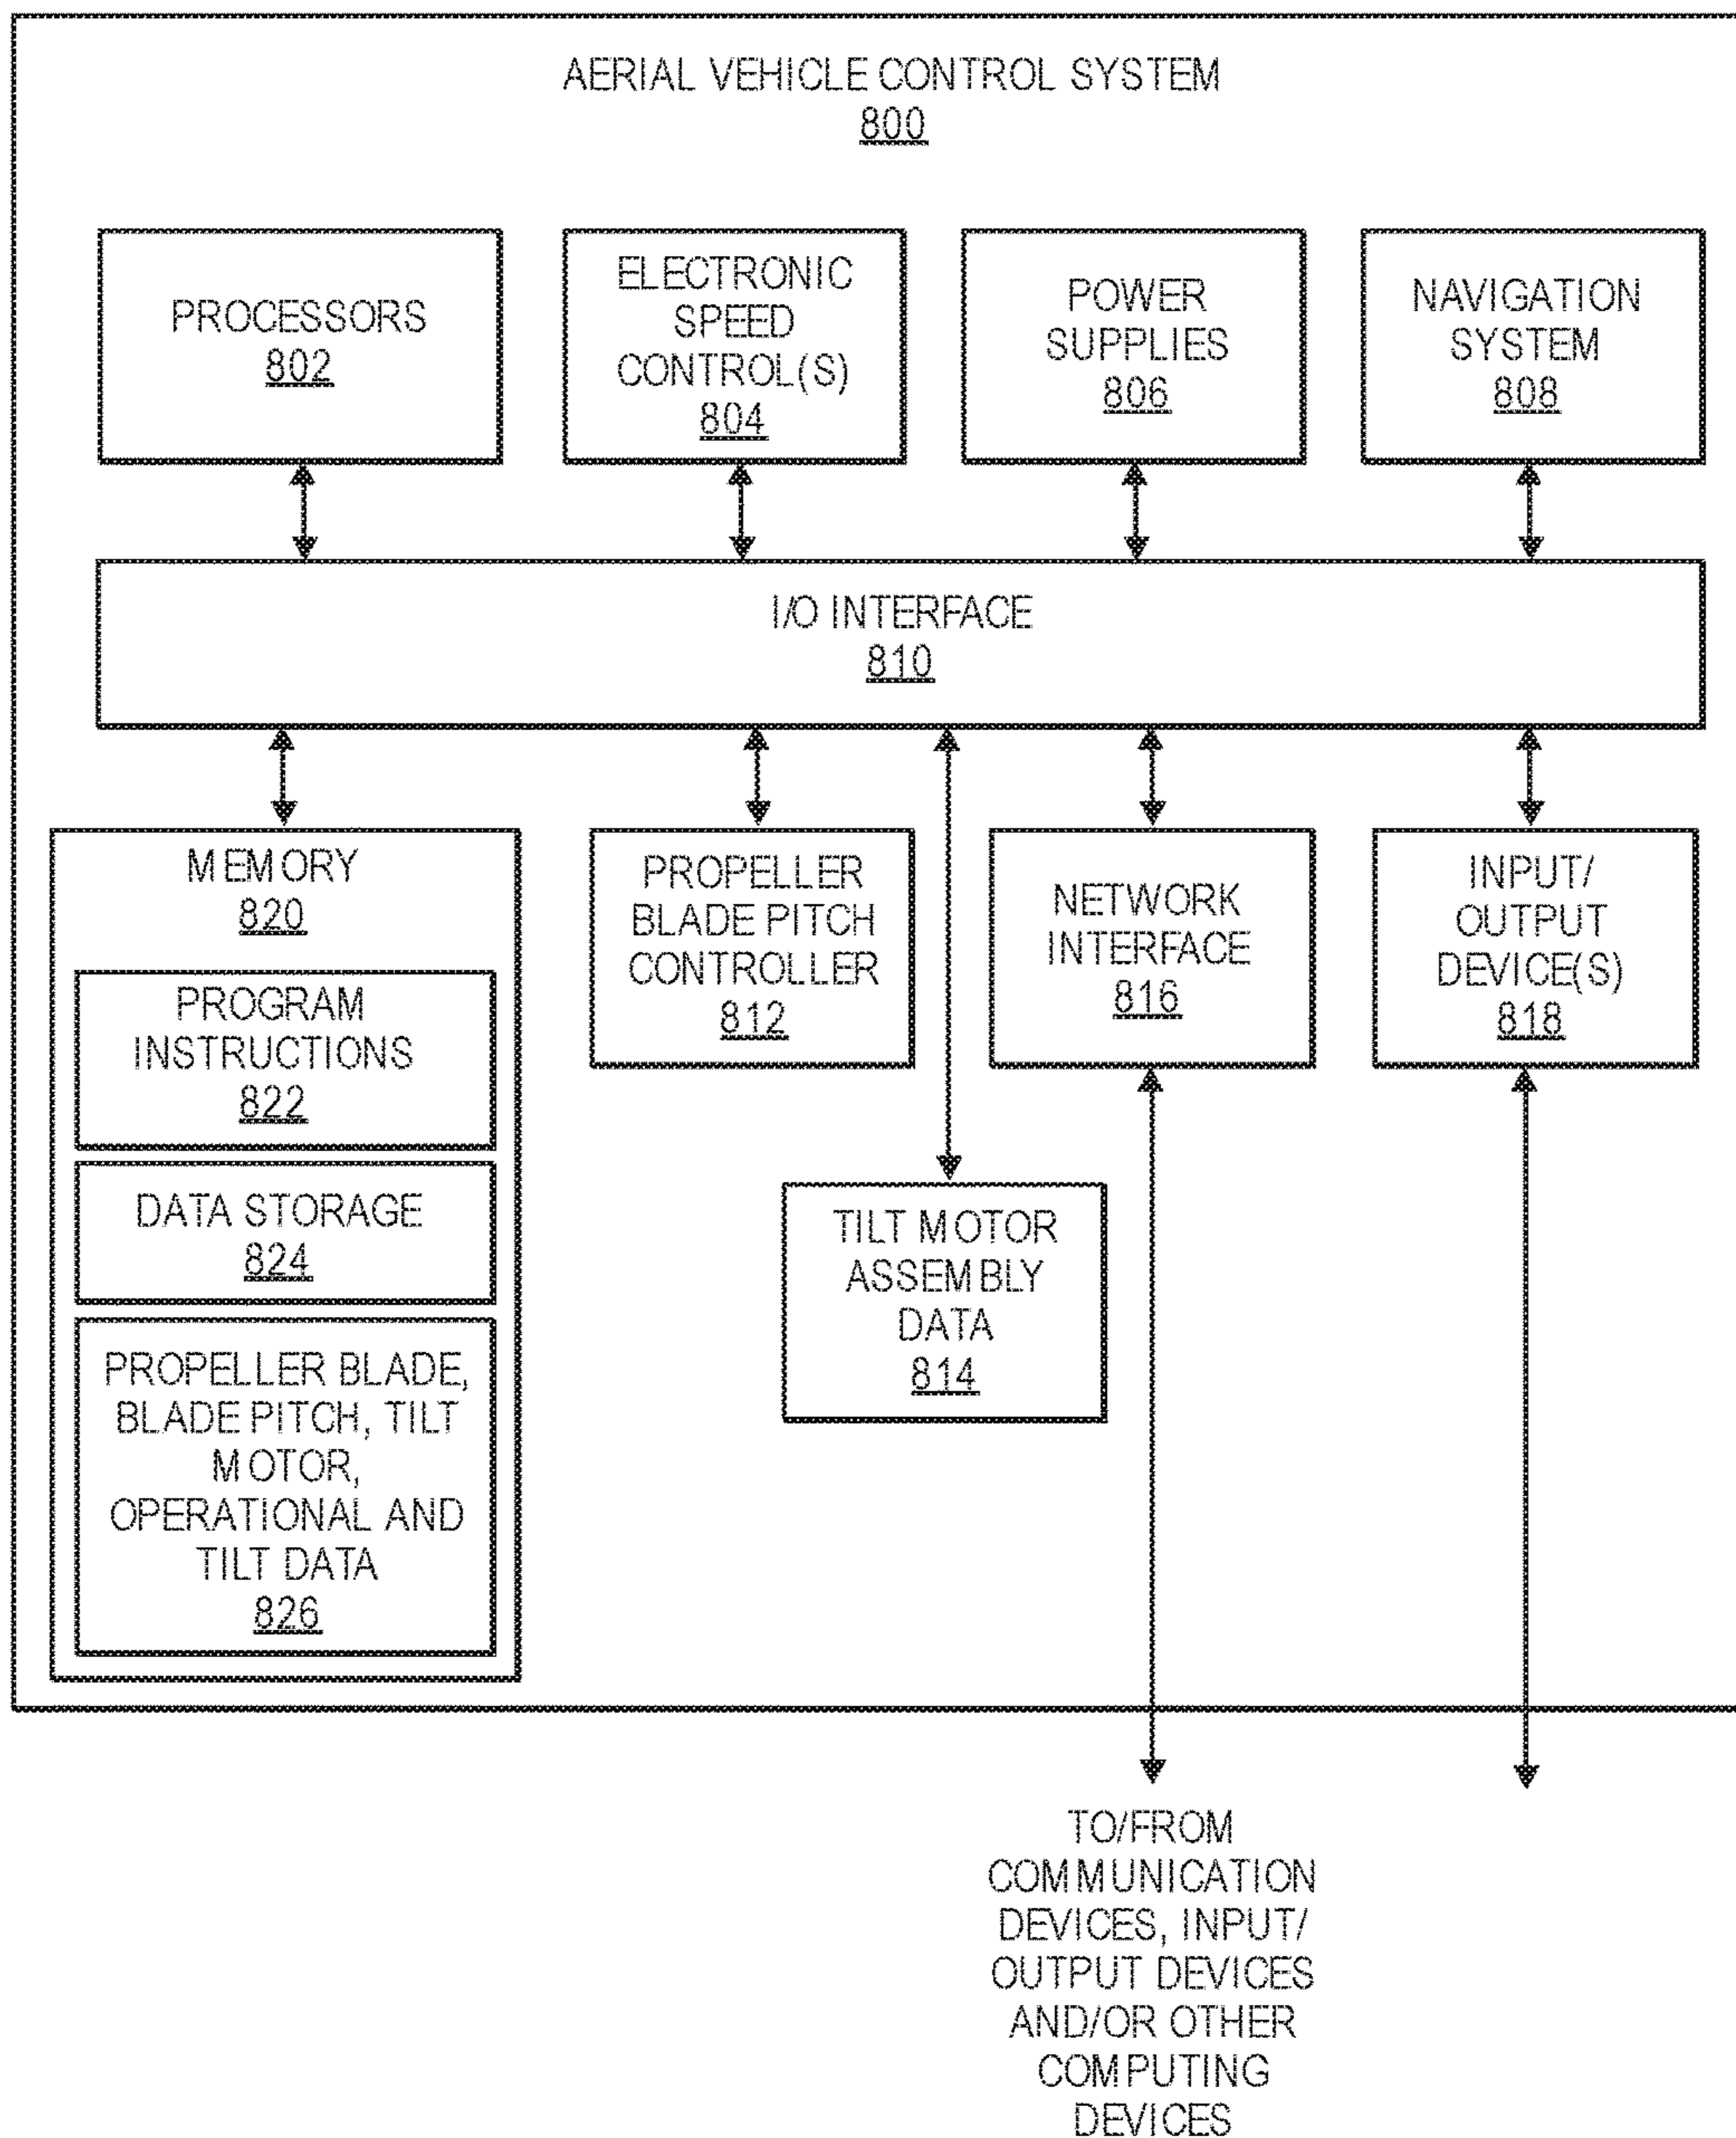 AERIAL VEHICLE CONTROL SYSTEM
800
PROCESSORS
802
ELECTRONIC
SPEED
CONTROL(S)
804
POWER
SUPPLIES
806
NAVIGATION
SYSTEM
808
I/O INTERFACE
810
MEMORY
820
PROGRAM
INSTRUCTIONS
822
DATA STORAGE
824
PROPELLER BLADE,
BLADE PITCH, TILT
MOTOR,
OPERATIONAL AND
TILT DATA
826
PROPELLER
BLADE PITCH
CONTROLLER
812
TILT MOTOR
ASSEMBLY
DATA
814
NETWORK
INTERFACE
816
INPUT/
OUTPUT
DEVICE(S)
818
TO/FROM
COMMUNICATION
DEVICES, INPUT/
OUTPUT DEVICES
AND/OR OTHER
COMPUTING
DEVICES